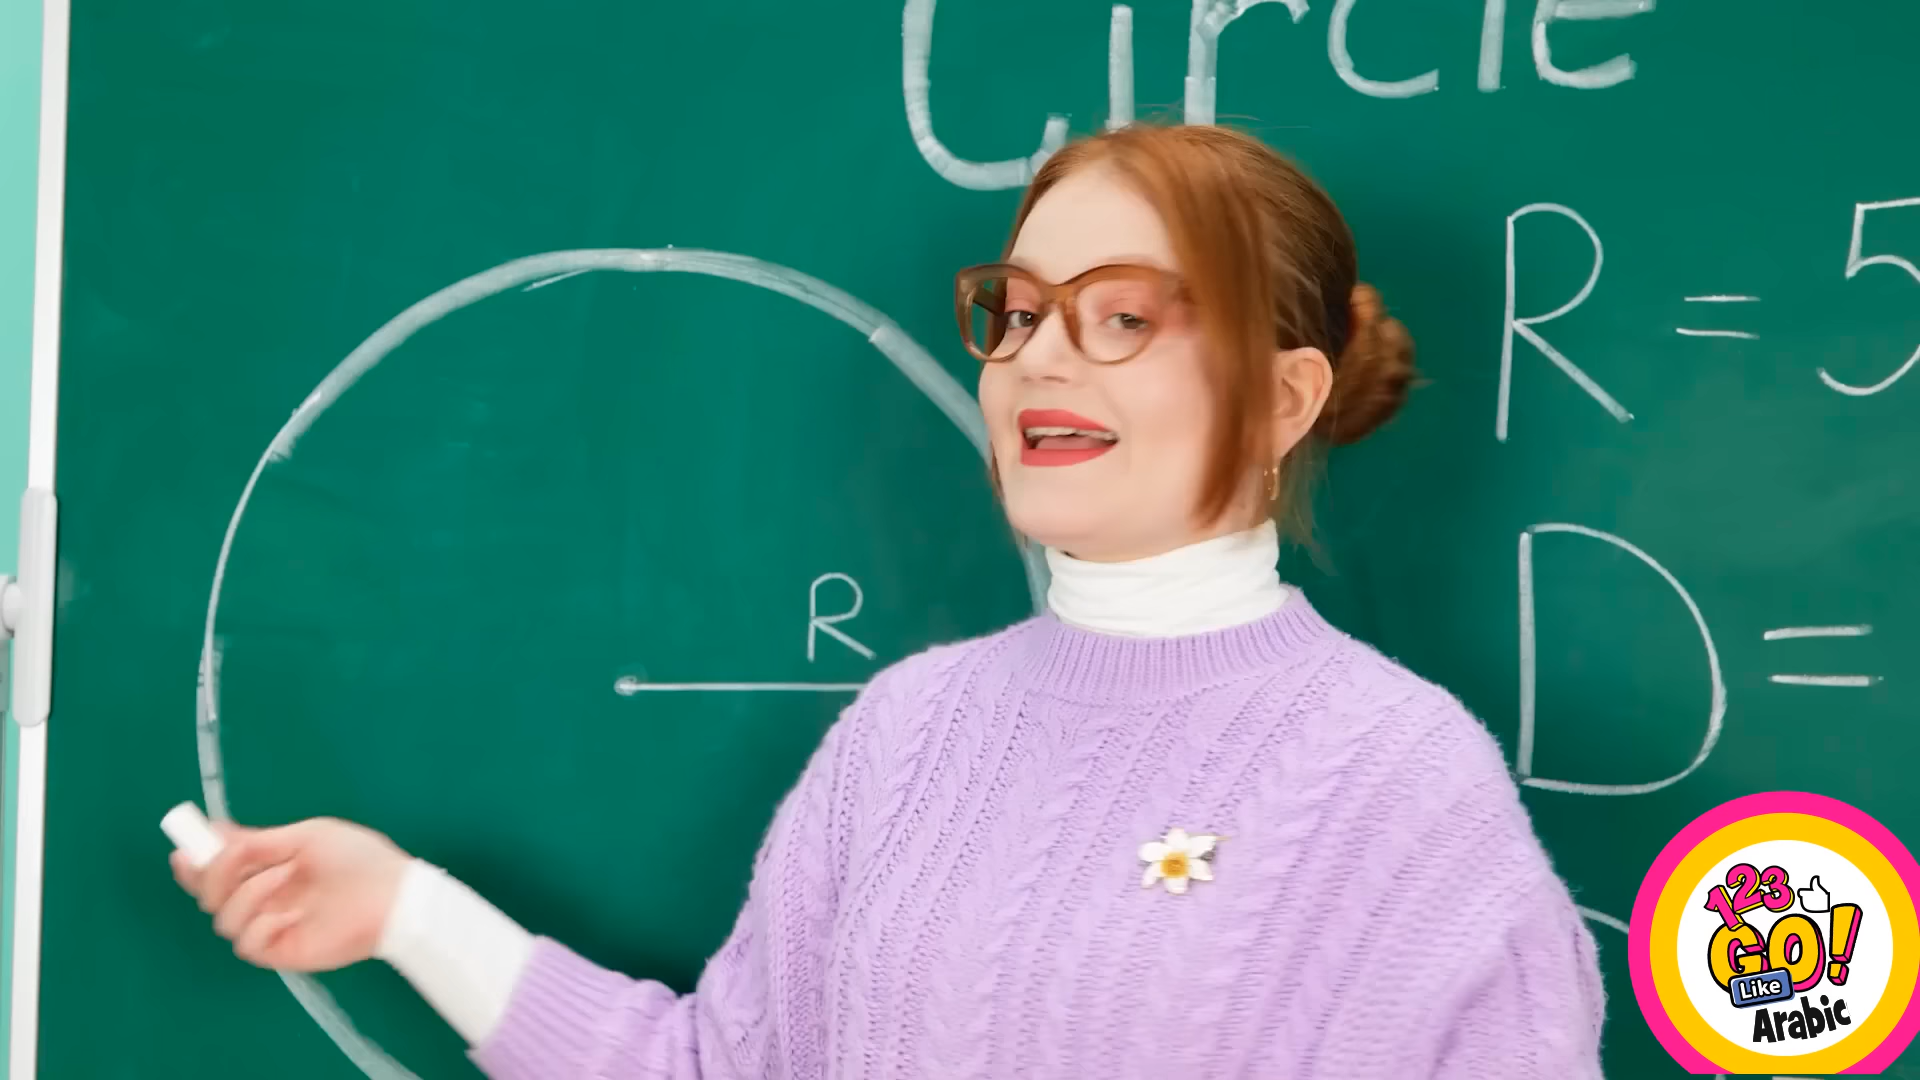 Circle
R = 5
R
D =
123
GO!
Like
Arabic